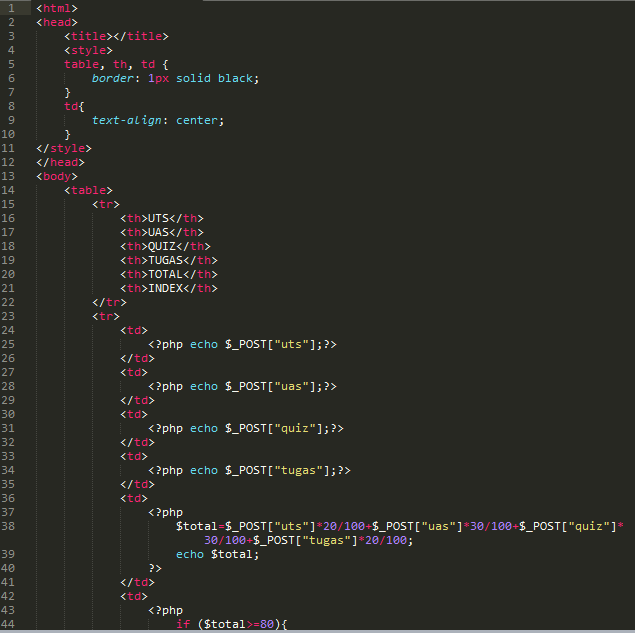 1 <html>
2 <head>
3 <title></title>
4 <style>
5 table, th, td {
6 border: 1px solid black;
7 }
8 td{
9 text-align: center;
10 }
11 </style>
12 </head>
13 <body>
14 <table>
15 <tr>
16 <th>UTS</th>
17 <th>UAS</th>
18 <th>QUIZ</th>
19 <th>TUGAS</th>
20 <th>TOTAL</th>
21 <th>INDEX</th>
22 </tr>
23 <tr>
24 <td>
25 <?php echo $_POST["uts"];?>
26 </td>
27 <td>
28 <?php echo $_POST["uas"];?>
29 </td>
30 <td>
31 <?php echo $_POST["quiz"];?>
32 </td>
33 <td>
34 <?php echo $_POST["tugas"];?>
35 </td>
36 <td>
37 <?php
38 $total=$_POST["uts"]*20/100+$_POST["uas"]*30/100+$_POST["quiz"]*
30/100+$_POST["tugas"]*20/100;
39 echo $total;
40 ?>
41 </td>
42 <td>
43 <?php
44 if ($total>=80){